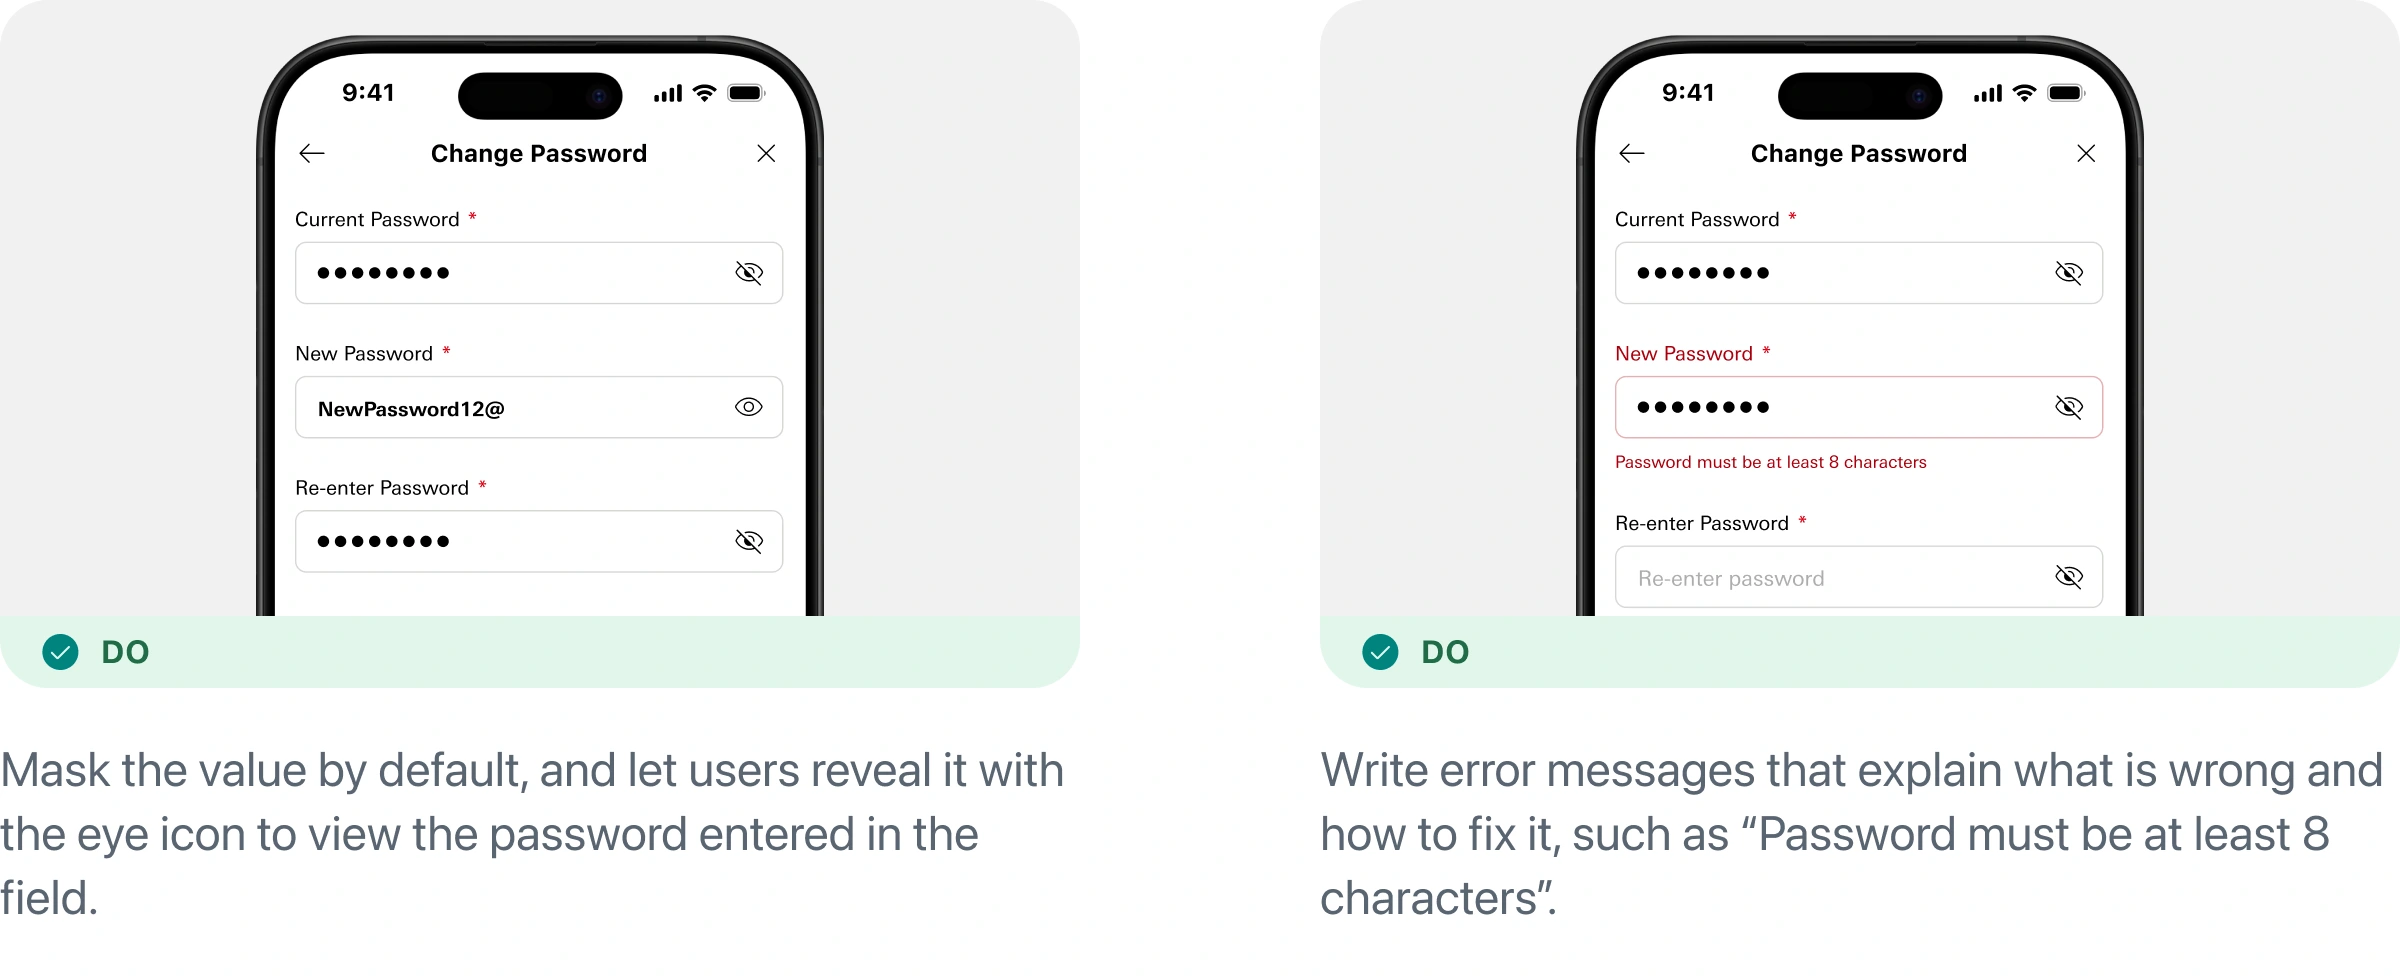 9:41
Change Password
Current Password *
••••••••
New Password *
NewPassword12@
Re-enter Password *
••••••••
DO
Mask the value by default, and let users reveal it with
the eye icon to view the password entered in the
field.
9:41
Change Password
Current Password *
••••••••
New Password *
••••••••
Password must be at least 8 characters
Re-enter Password *
Re-enter password
DO
Write error messages that explain what is wrong and
how to fix it, such as “Password must be at least 8
characters”.